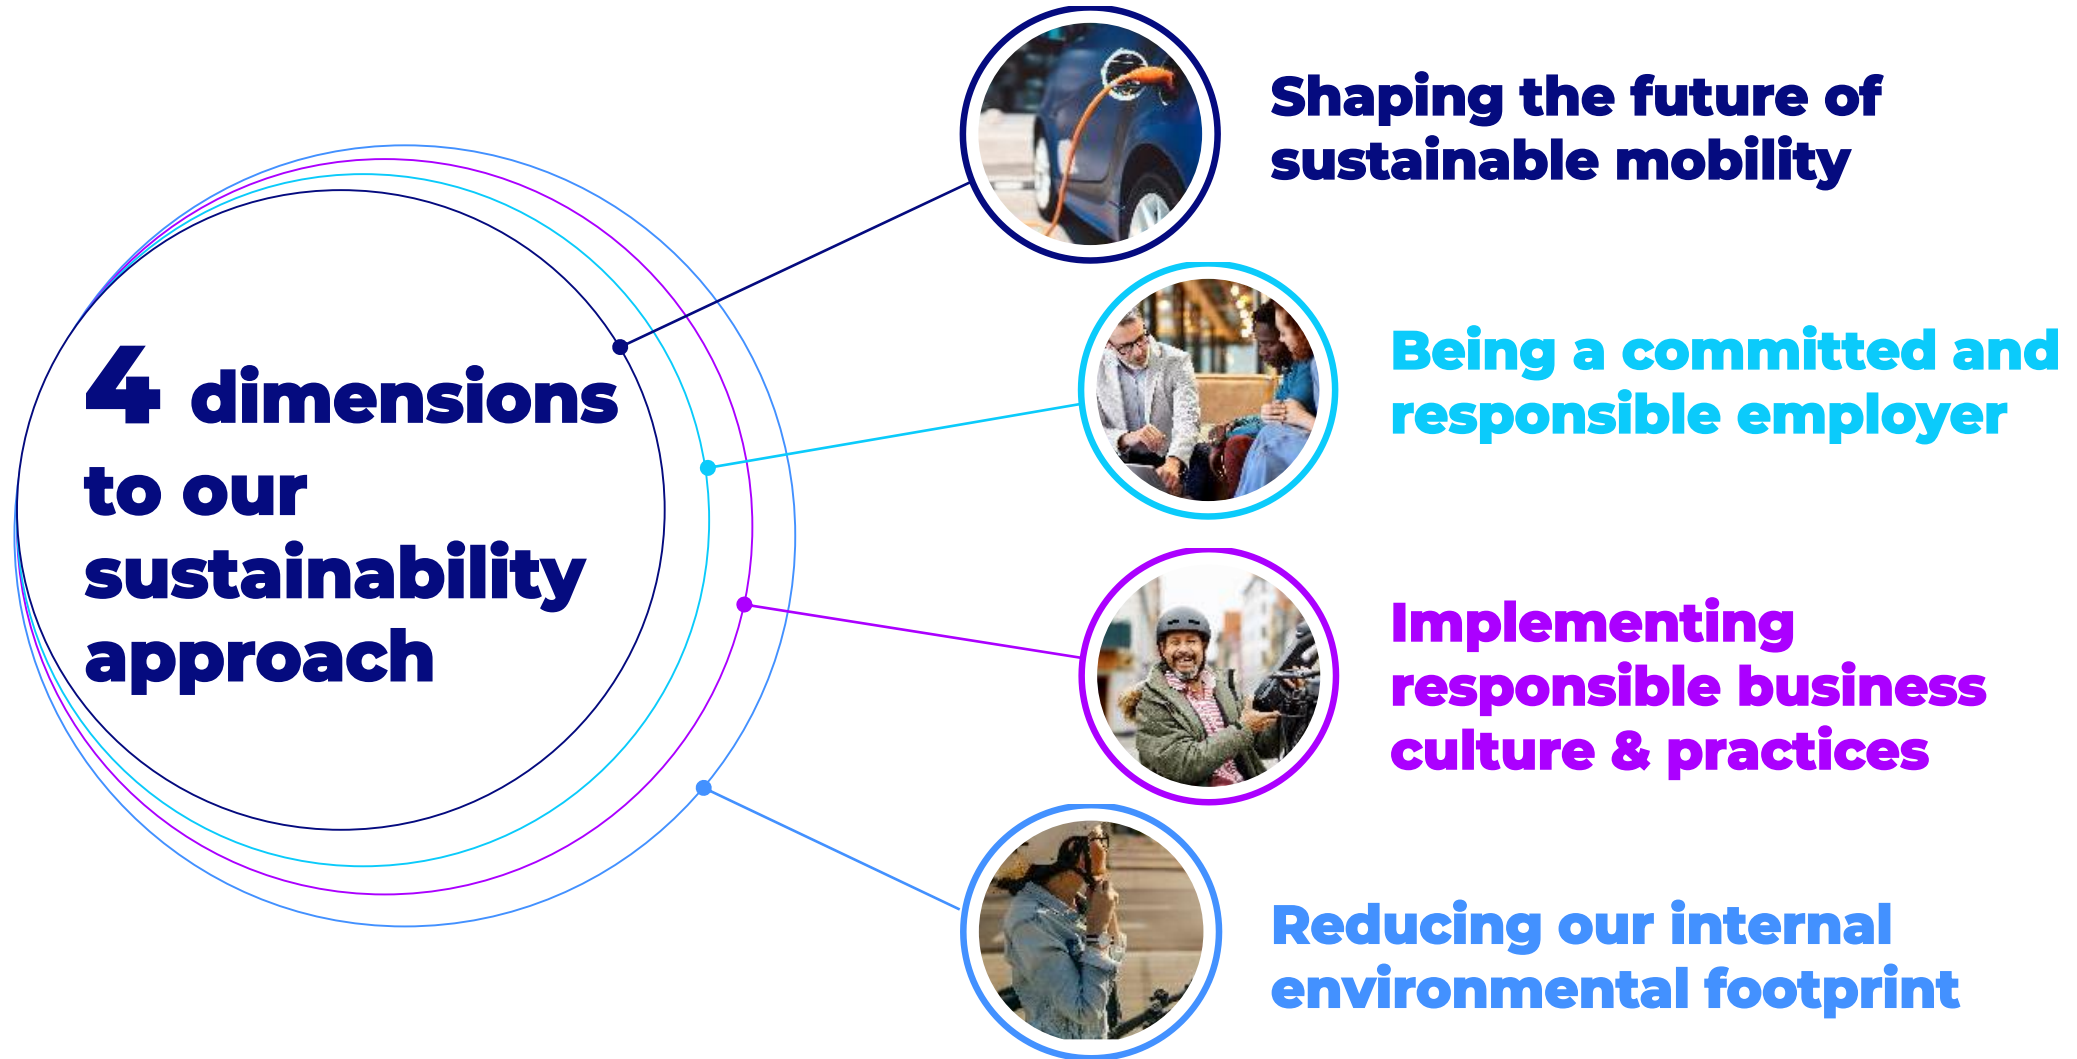 4 dimensions
to our
sustainability
approach
Shaping the future of
sustainable mobility
Being a committed and
responsible employer
Implementing
responsible business
culture & practices
Reducing our internal
environmental footprint